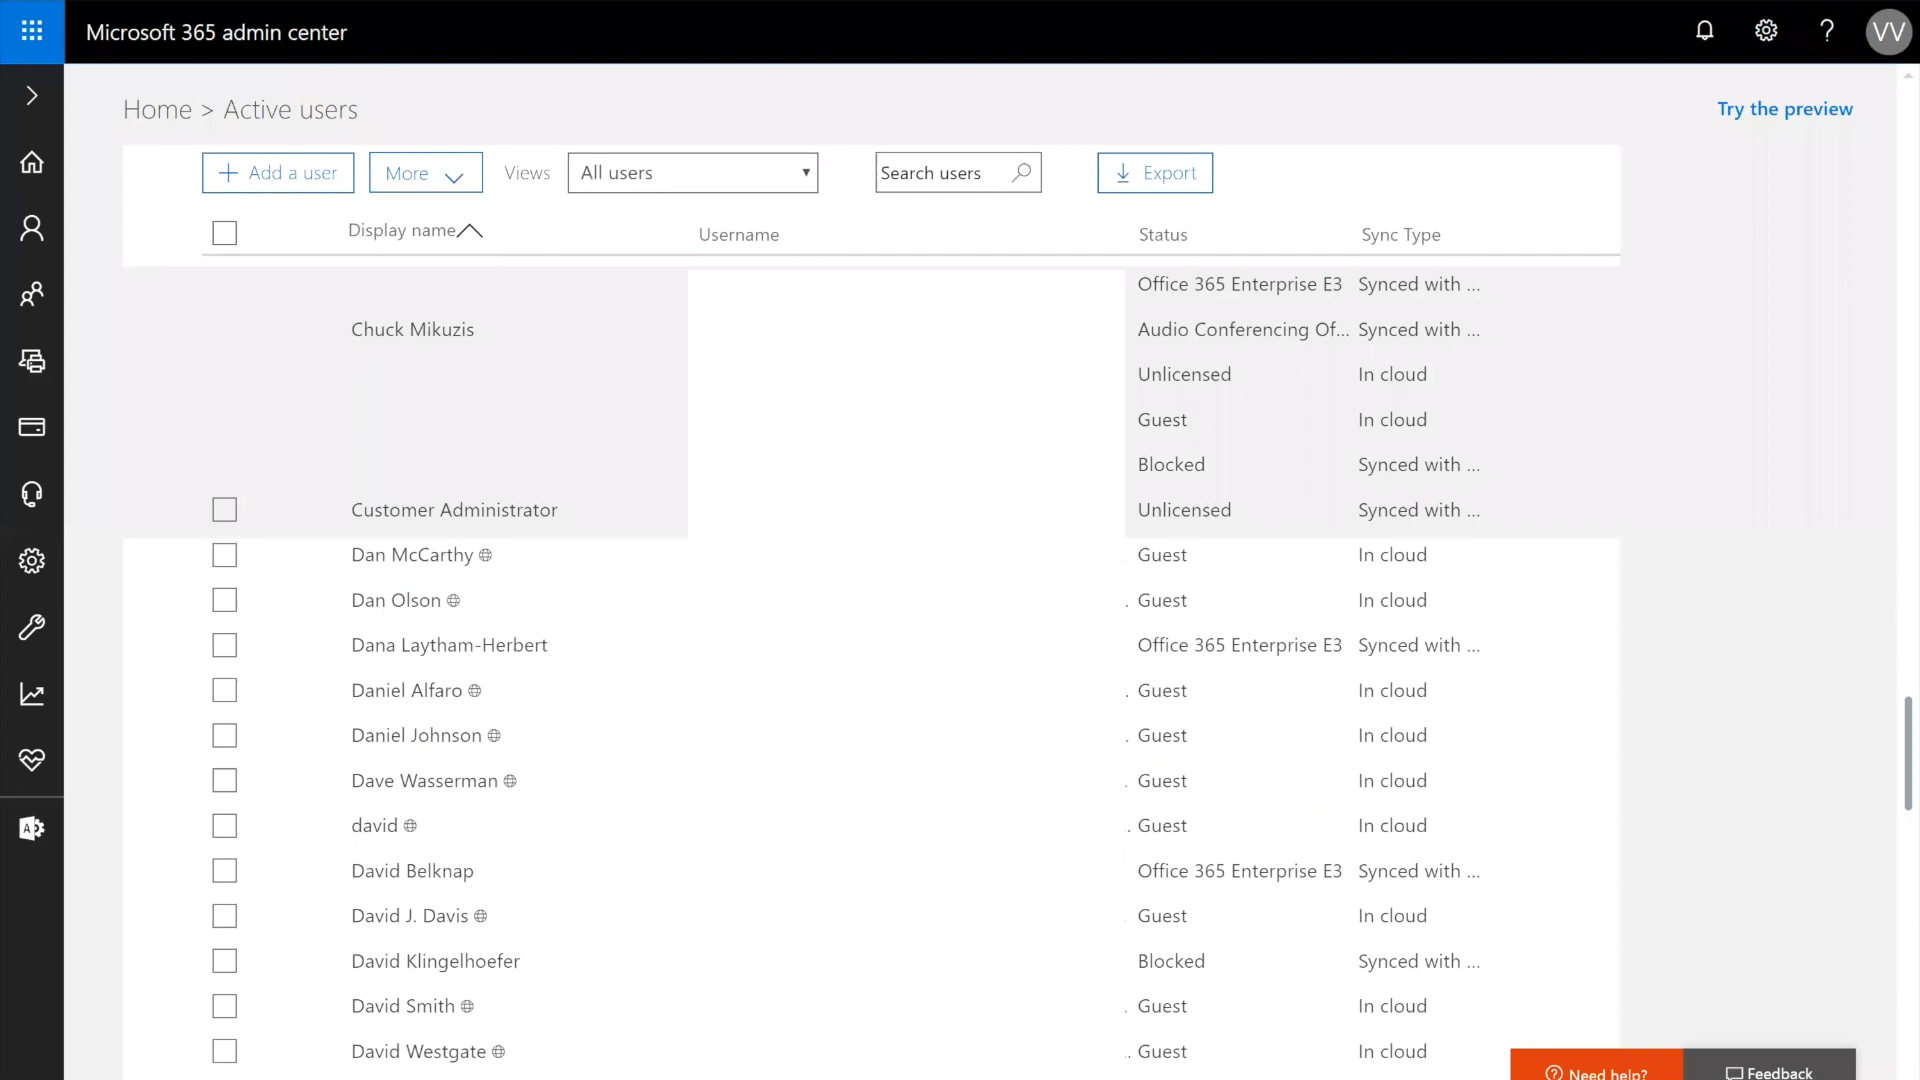 Microsoft 365 admin center
VV
Home > Active users
Try the preview
Add a user
More
Views
All users
Search users
Export
Display name
Username
Status
Sync Type
Office 365 Enterprise E3 Synced with ...
Chuck Mikuzis Audio Conferencing Of... Synced with ...
Unlicensed In cloud
Guest In cloud
Blocked Synced with ...
Customer Administrator Unlicensed Synced with ...
Dan McCarthy Guest In cloud
Dan Olson Guest In cloud
Dana Laytham-Herbert Office 365 Enterprise E3 Synced with ...
Daniel Alfaro Guest In cloud
Daniel Johnson Guest In cloud
Dave Wasserman Guest In cloud
david Guest In cloud
David Belknap Office 365 Enterprise E3 Synced with ...
David J. Davis Guest In cloud
David Klingelhoefer Blocked Synced with ...
David Smith Guest In cloud
David Westgate Guest In cloud
Need help?
Feedback